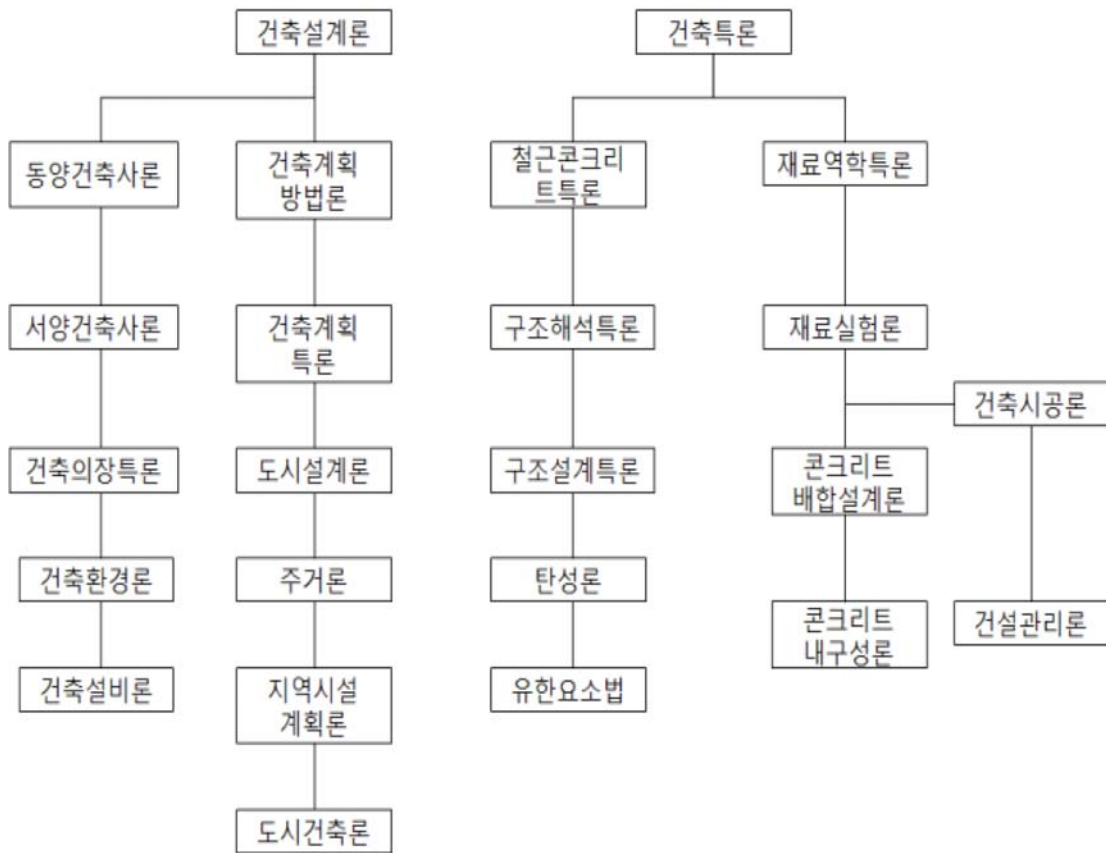 건축설계론
건축특론
동양건축사론
건축계획
방법론
철근콘크리
트특론
재료역학특론
서양건축사론
건축계획
특론
구조해석특론
재료실험론
건축시공론
건축의장특론
도시설계론
구조설계특론
콘크리트
배합설계론
건축환경론
주거론
탄성론
콘크리트
내구성론
건설관리론
건축설비론
지역시설
계획론
유한요소법
도시건축론